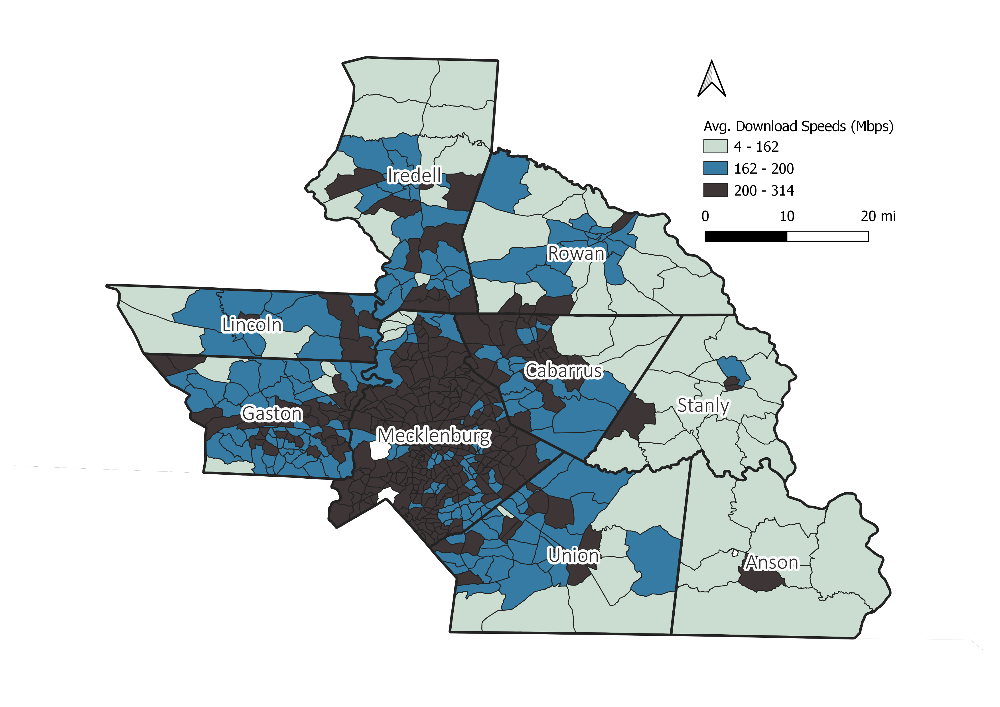 Avg. Download Speeds (Mbps)
4 - 162
162 - 200
200 - 314
0 10 20 mi
Iredell
Rowan
Lincoln
Cabarrus
Stanly
Gaston
Mecklenburg
Union
Anson